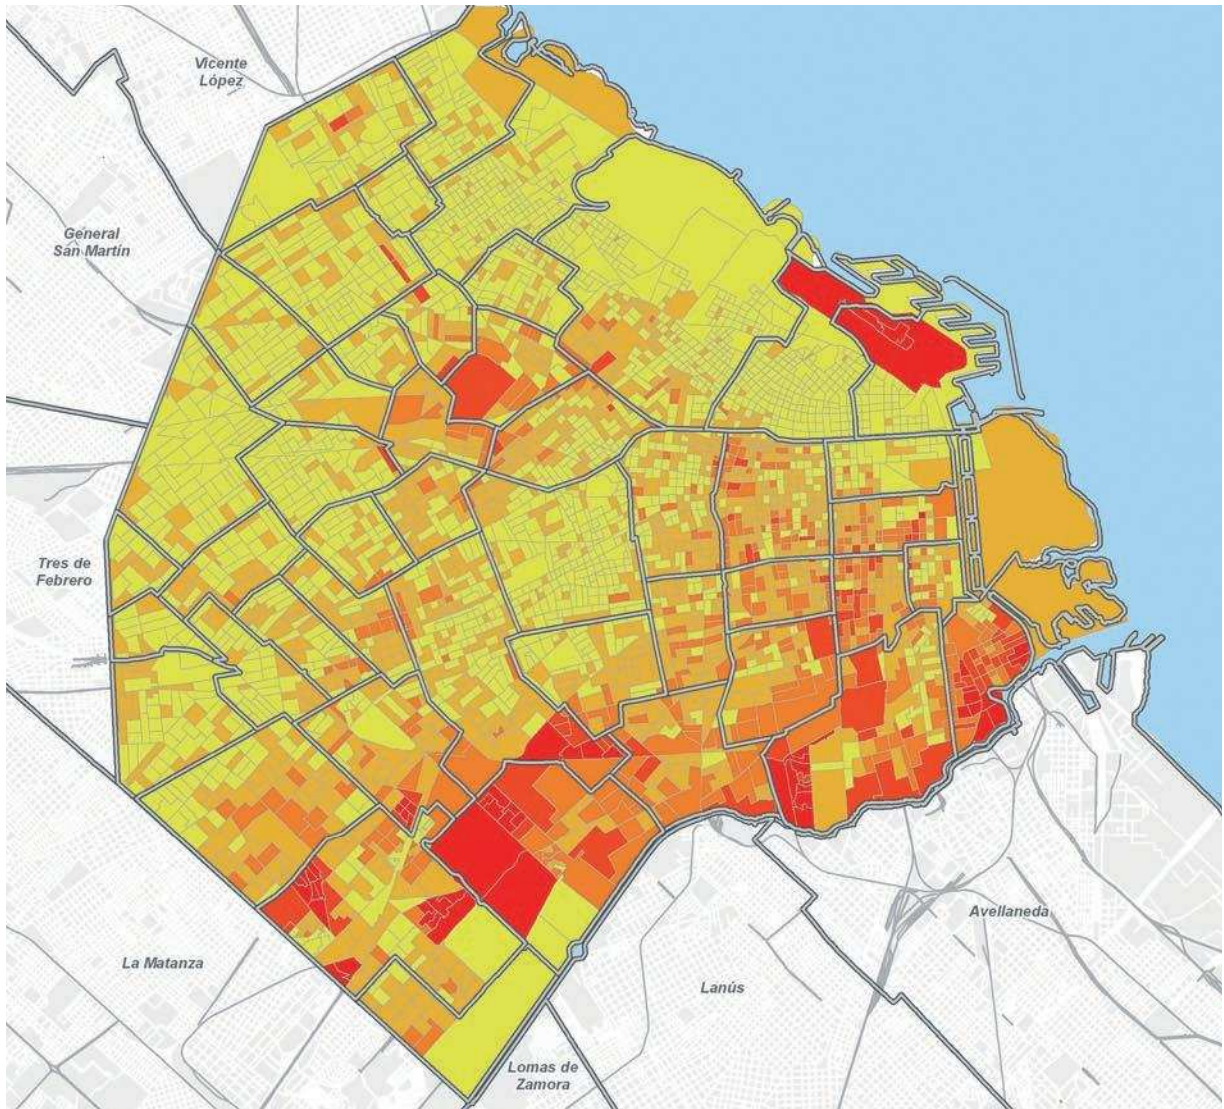 Vicente
López
General
San Martín
Tres de
Febrero
La Matanza
Lomas de
Zamora
Lanús
Avellaneda